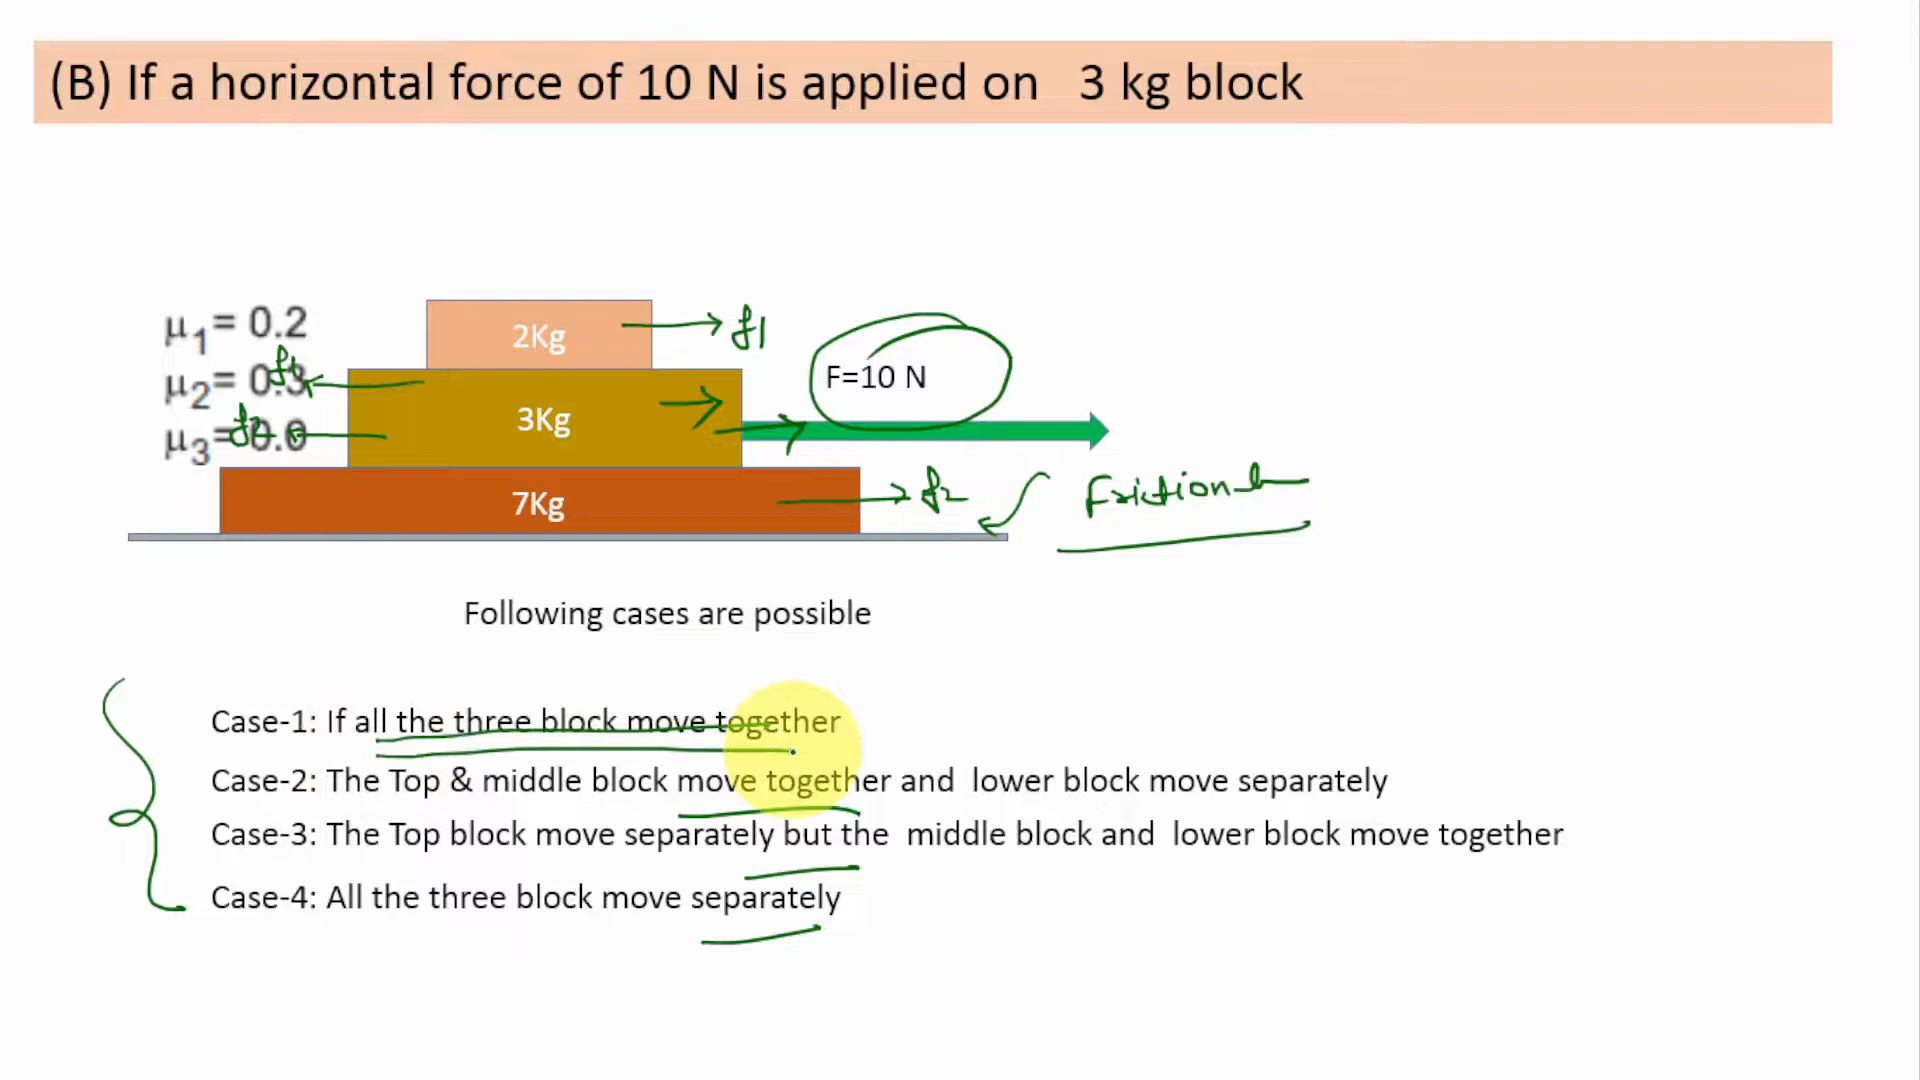 (B) If a horizontal force of 10 N is applied on 3 kg block
μ1= 0.2
2Kg
f1
f1
μ2= 0.3
F=10 N
3Kg
f2
μ3= 0.0
7Kg
f2
Frictionl
Following cases are possible
Case-1: If all the three block move together
Case-2: The Top & middle block move together and lower block move separately
Case-3: The Top block move separately but the middle block and lower block move together
Case-4: All the three block move separately